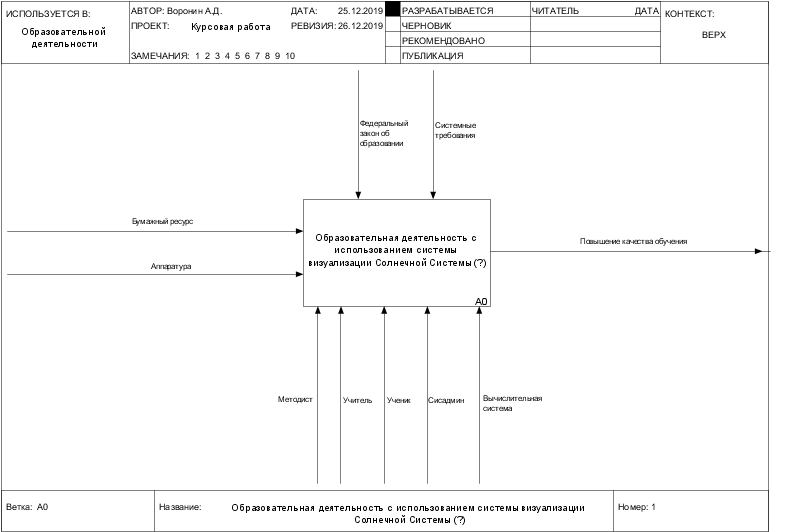 ИСПОЛЬЗУЕТСЯ В:
Образовательной
деятельности
АВТОР: Воронин А.Д.
ДАТА: 25.12.2019
ПРОЕКТ: Курсовая работа
РЕВИЗИЯ: 26.12.2019
ЗАМЕЧАНИЯ: 1 2 3 4 5 6 7 8 9 10
РАЗРАБАТЫВАЕТСЯ
ЧЕРНОВИК
РЕКОМЕНДОВАНО
ПУБЛИКАЦИЯ
ЧИТАТЕЛЬ ДАТА
КОНТЕКСТ:
ВЕРХ
Федеральный
закон об
образовании
Системные
требования
Бумажный ресурс
Аппаратура
Образовательная деятельность с
использованием системы
визуализации Солнечной Системы (?)
A0
Повышение качества обучения
Методист
Учитель
Ученик
Сисадмин
Вычислительная
система
Ветка: A0
Название:
Образовательная деятельность с использованием системы визуализации
Солнечной Системы (?)
Номер: 1